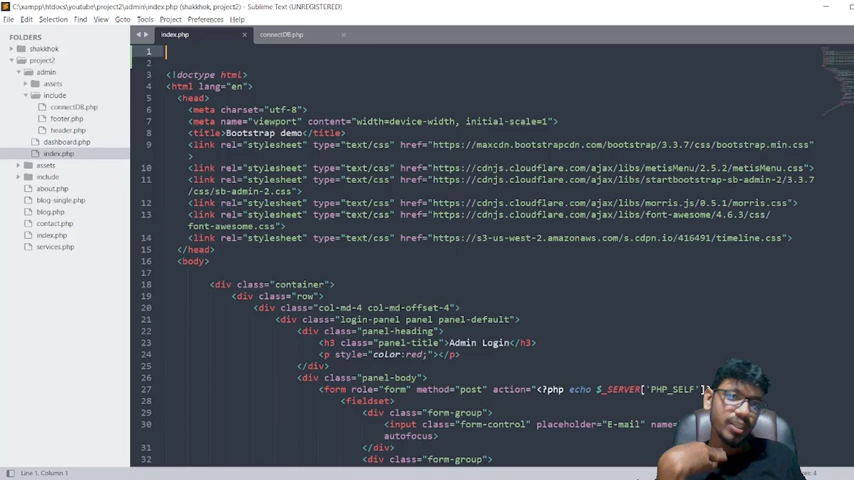 C:\xampp\htdocs\youtube\project2\admin\index.php (shakkhok, project2) - Sublime Text (UNREGISTERED)
File Edit Selection Find View Goto Tools Project Preferences Help
FOLDERS
shakkhok
project2
admin
assets
include
connectDB.php
footer.php
header.php
dashboard.php
index.php
assets
include
about.php
blog-single.php
blog.php
contact.php
index.php
services.php
index.php × connectDB.php ×
1
2
3 <!doctype html>
4 <html lang="en">
5 <head>
6 <meta charset="utf-8">
7 <meta name="viewport" content="width=device-width, initial-scale=1">
8 <title>Bootstrap demo</title>
9 <link rel="stylesheet" type="text/css" href="https://maxcdn.bootstrapcdn.com/bootstrap/3.3.7/css/bootstrap.min.css"
>
10 <link rel="stylesheet" type="text/css" href="https://cdnjs.cloudflare.com/ajax/libs/metisMenu/2.5.2/metisMenu.css">
11 <link rel="stylesheet" type="text/css" href="https://cdnjs.cloudflare.com/ajax/libs/startbootstrap-sb-admin-2/3.3.7
/css/sb-admin-2.css">
12 <link rel="stylesheet" type="text/css" href="https://cdnjs.cloudflare.com/ajax/libs/morris.js/0.5.1/morris.css">
13 <link rel="stylesheet" type="text/css" href="https://cdnjs.cloudflare.com/ajax/libs/font-awesome/4.6.3/css/
font-awesome.css">
14 <link rel="stylesheet" type="text/css" href="https://s3-us-west-2.amazonaws.com/s.cdpn.io/416491/timeline.css">
15 </head>
16 <body>
17
18 <div class="container">
19 <div class="row">
20 <div class="col-md-4 col-md-offset-4">
21 <div class="login-panel panel panel-default">
22 <div class="panel-heading">
23 <h3 class="panel-title">Admin Login</h3>
24 <p style="color:red;"></p>
25 </div>
26 <div class="panel-body">
27 <form role="form" method="post" action="<?php echo $_SERVER['PHP_SELF']
28 <fieldset>
29 <div class="form-group">
30 <input class="form-control" placeholder="E-mail" name=
autofocus>
31 </div>
32 <div class="form-group">
Line 1, Column 1